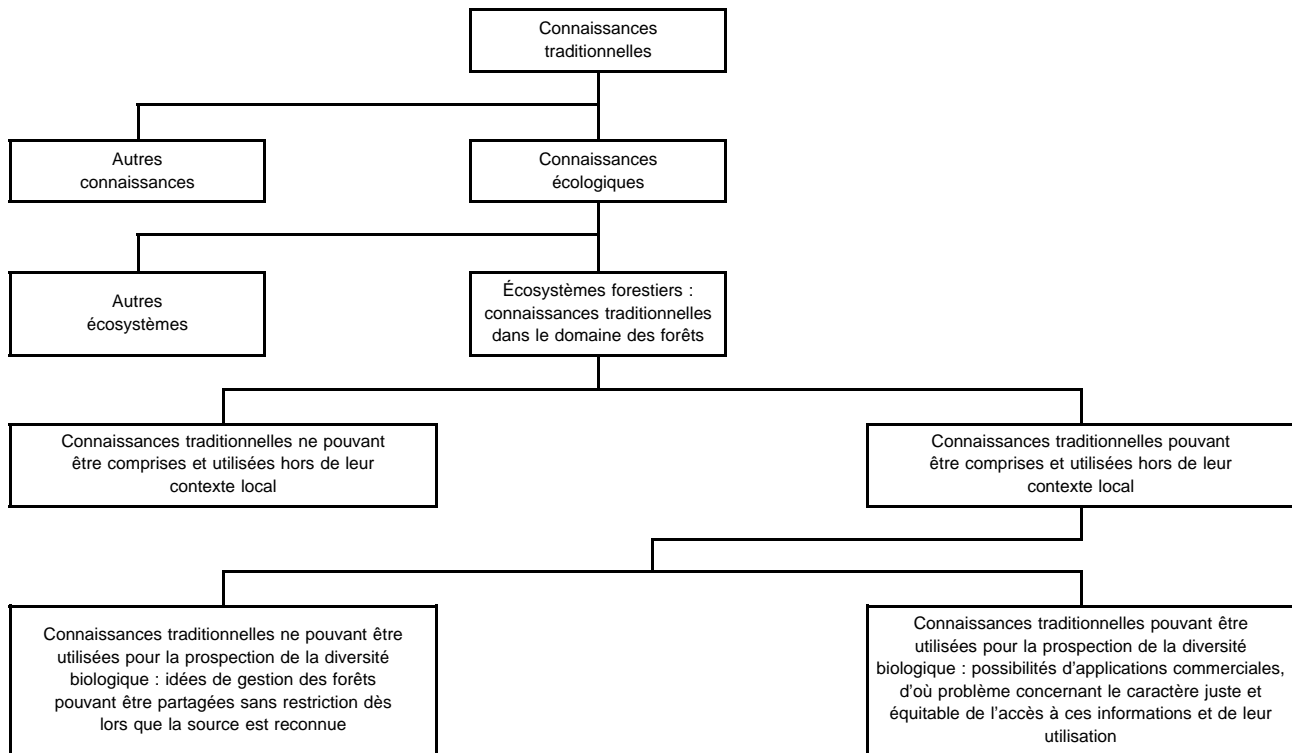 Connaissances
traditionnelles
Autres
connaissances
Connaissances
écologiques
Autres
écosystèmes
Écosystèmes forestiers :
connaissances traditionnelles
dans le domaine des forêts
Connaissances traditionnelles ne pouvant
être comprises et utilisées hors de leur
contexte local
Connaissances traditionnelles pouvant
être comprises et utilisées hors de leur
contexte local
Connaissances traditionnelles ne pouvant être
utilisées pour la prospection de la diversité
biologique : idées de gestion des forêts
pouvant être partagées sans restriction dès
lors que la source est reconnue
Connaissances traditionnelles pouvant être
utilisées pour la prospection de la diversité
biologique : possibilités d'applications commerciales,
d'où problème concernant le caractère juste et
équitable de l'accès à ces informations et de leur
utilisation